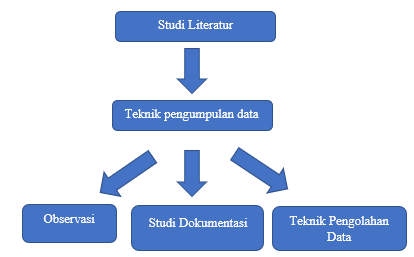 Studi Literatur
Teknik pengumpulan data
Observasi
Studi Dokumentasi
Teknik Pengolahan
Data